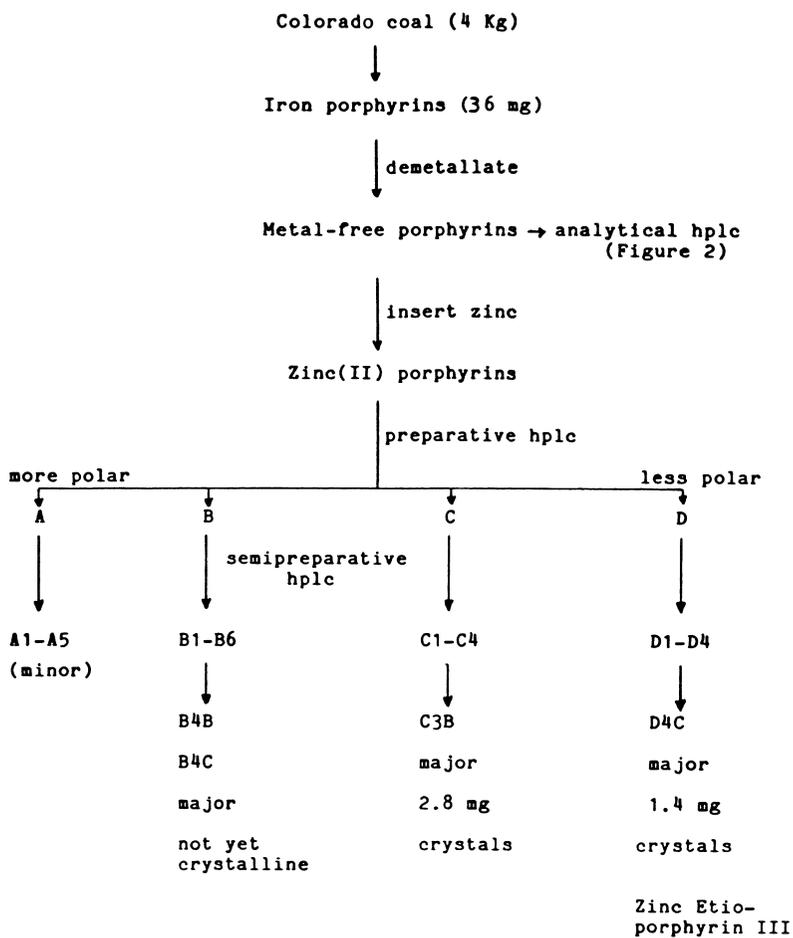 Colorado coal (4 Kg)
Iron porphyrins (36 mg)
demetallate
Metal-free porphyrins → analytical hplc
(Figure 2)
insert zinc
Zinc(II) porphyrins
preparative hplc
more polar
less polar
A
B
C
D
semipreparative
hplc
A1-A5
(minor)
B1-B6
C1-C4
D1-D4
B4B
B4C
major
not yet
crystalline
C3B
major
2.8 mg
crystals
D4C
major
1.4 mg
crystals
Zinc Etio-
porphyrin III